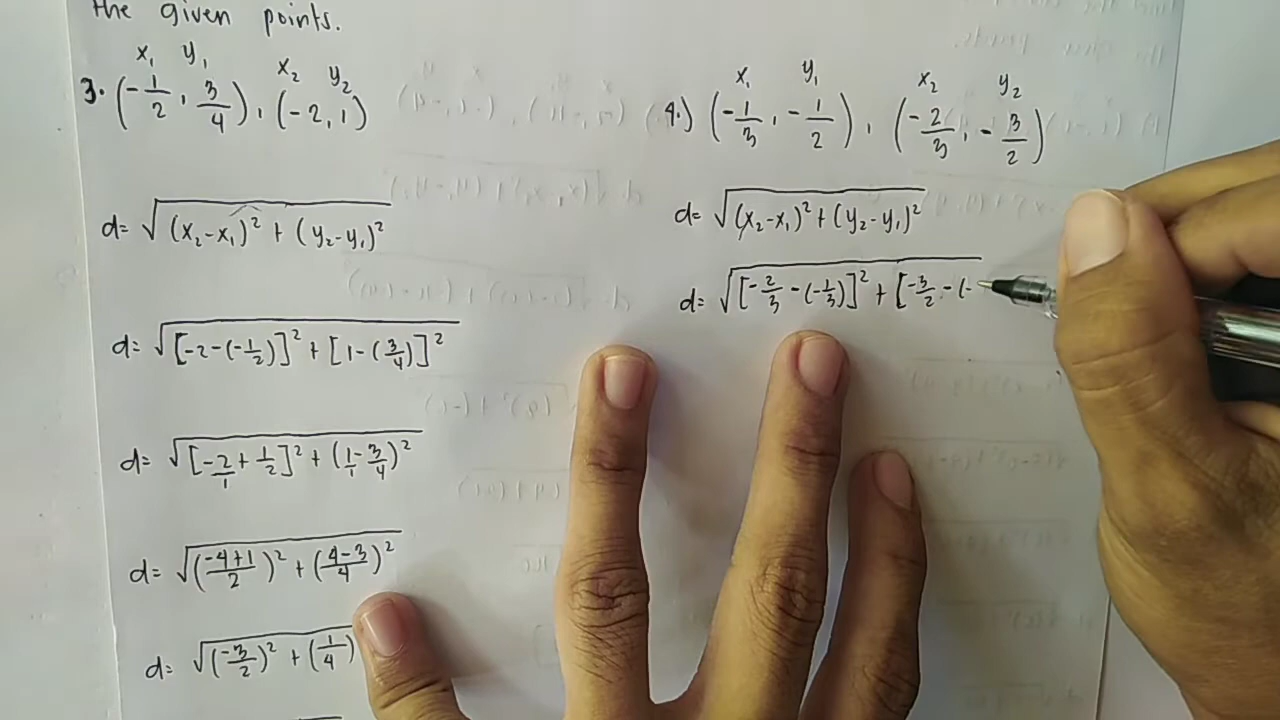 the given points.
x₁ y₁ x₂ y₂
3. (-1/2, 3/4), (-2, 1)
d= √(x₂-x₁)² + (y₂-y₁)²
d= √[-2-(-1/2)]² + [1-(3/4)]²
d= √[-2/1 + 1/2]² + (1/1 - 3/4)²
d= √(-4+1/2)² + (4-3/4)²
d= √(-3/2)² + (1/4)
x₁ y₁ x₂ y₂
4.) (-1/3, -1/2), (-2/3, -3/2)
d= √(x₂-x₁)² + (y₂-y₁)²
d= √[-2/3 -(-1/3)]² + [-3/2 -(-